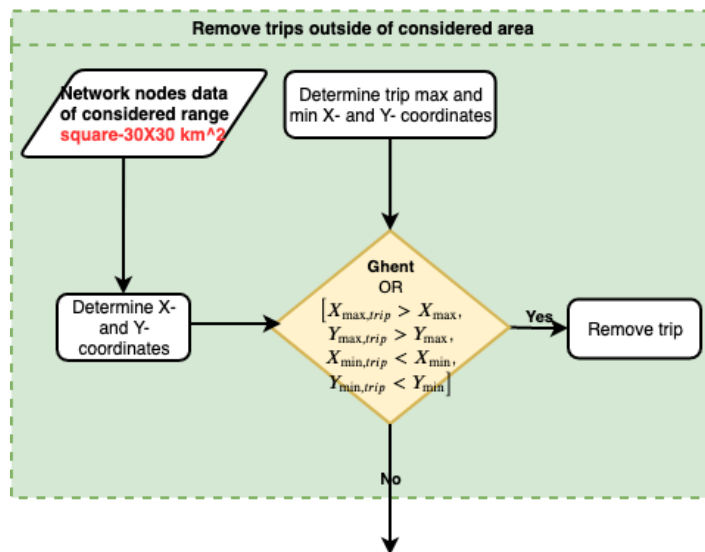 Remove trips outside of considered area
Network nodes data
of considered range
square-30X30 km^2
Determine trip max and
min X- and Y- coordinates
Determine X-
and Y-
coordinates
Ghent
OR
[X_max,trip > X_max,
Y_max,trip > Y_max,
X_min,trip < X_min,
Y_min,trip < Y_min]
Yes
Remove trip
No